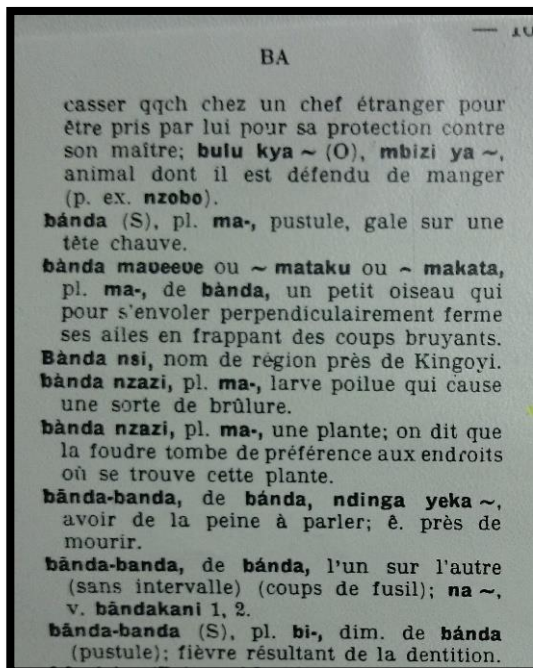 BA
casser qqch chez un chef étranger pour
être pris par lui pour sa protection contre
son maître; bulu kya ~ (O), mbizi ya ~,
animal dont il est défendu de manger
(p. ex. nzobo).
bánda (S), pl. ma-, pustule, gale sur une
tête chauve.
bànda maʋeeʋe ou ~ mataku ou ~ makata,
pl. ma-, de bànda, un petit oiseau qui
pour s'envoler perpendiculairement ferme
ses ailes en frappant des coups bruyants.
Bànda nsi, nom de région près de Kingoyi.
bànda nzazi, pl. ma-, larve poilue qui cause
une sorte de brûlure.
bànda nzazi, pl. ma-, une plante; on dit que
la foudre tombe de préférence aux endroits
où se trouve cette plante.
bānda-banda, de bánda, ndinga yeka ~,
avoir de la peine à parler; ê. près de
mourir.
bānda-banda, de bánda, l'un sur l'autre
(sans intervalle) (coups de fusil); na ~,
v. bāndakani 1, 2.
bānda-banda (S), pl. bi-, dim. de bánda
(pustule); fièvre résultant de la dentition.